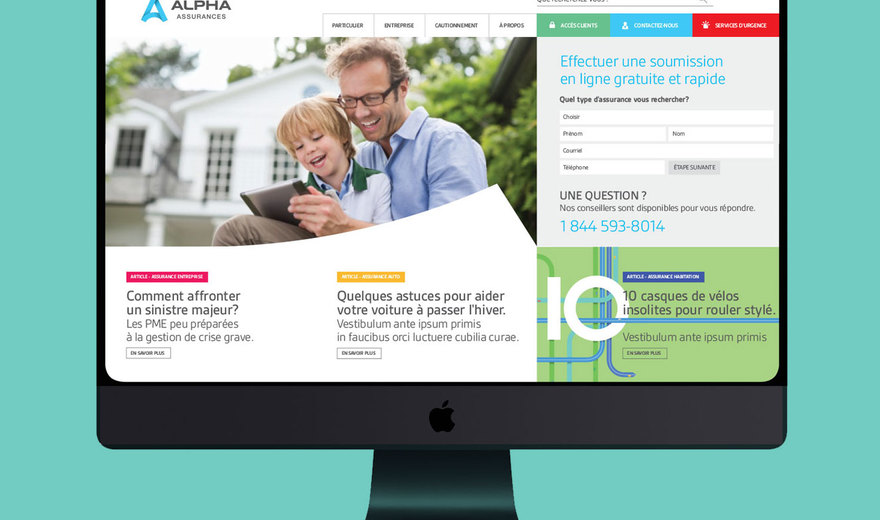 ALPHA
ASSURANCES
QUE RECHERCHEZ-VOUS ?
PARTICULIER
ENTREPRISE
CAUTIONNEMENT
À PROPOS
ACCÈS CLIENTS
CONTACTEZ-NOUS
SERVICES D'URGENCE
Effectuer une soumission
en ligne gratuite et rapide
Quel type d'assurance vous rechercher?
Choisir
Prénom
Nom
Courriel
Téléphone
ÉTAPE SUIVANTE
UNE QUESTION ?
Nos conseillers sont disponibles pour vous répondre.
1 844 593-8014
ARTICLE - ASSURANCE ENTREPRISE
Comment affronter
un sinistre majeur?
Les PME peu préparées
à la gestion de crise grave.
EN SAVOIR PLUS
ARTICLE - ASSURANCE AUTO
Quelques astuces pour aider
votre voiture à passer l'hiver.
Vestibulum ante ipsum primis
in faucibus orci luctuere cubilia curae.
EN SAVOIR PLUS
10
ARTICLE - ASSURANCE HABITATION
10 casques de vélos
insolites pour rouler stylé.
Vestibulum ante ipsum primis
EN SAVOIR PLUS